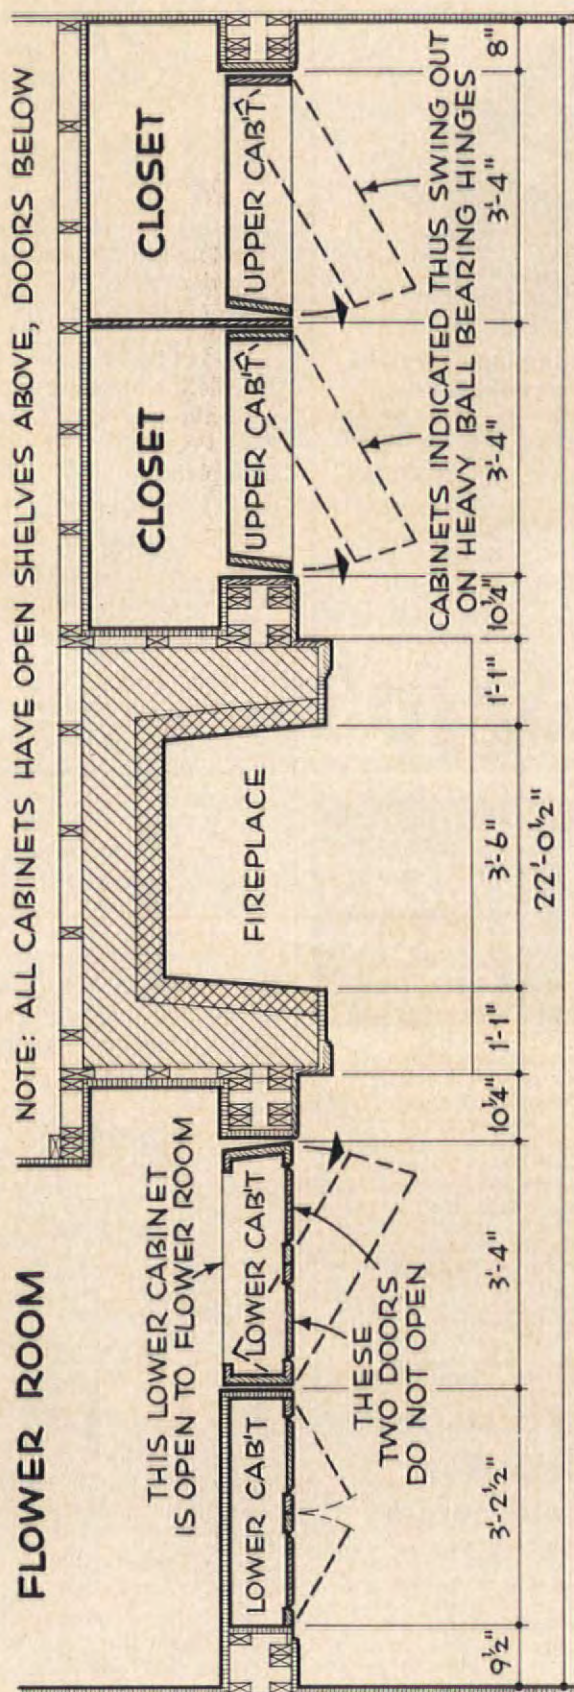 NOTE: ALL CABINETS HAVE OPEN SHELVES ABOVE, DOORS BELOW
FLOWER ROOM
THIS LOWER CABINET
IS OPEN TO FLOWER ROOM
CLOSET
CLOSET
LOWER CAB'T
LOWER CAB'T
FIREPLACE
UPPER CAB'T
UPPER CAB'T
THESE
TWO DOORS
DO NOT OPEN
CABINETS INDICATED THUS SWING OUT
ON HEAVY BALL BEARING HINGES
9½"
3'-2½"
3'-4"
10¼"
1'-1"
3'-6"
1'-1"
10¼"
3'-4"
3'-4"
8"
22'-0½"